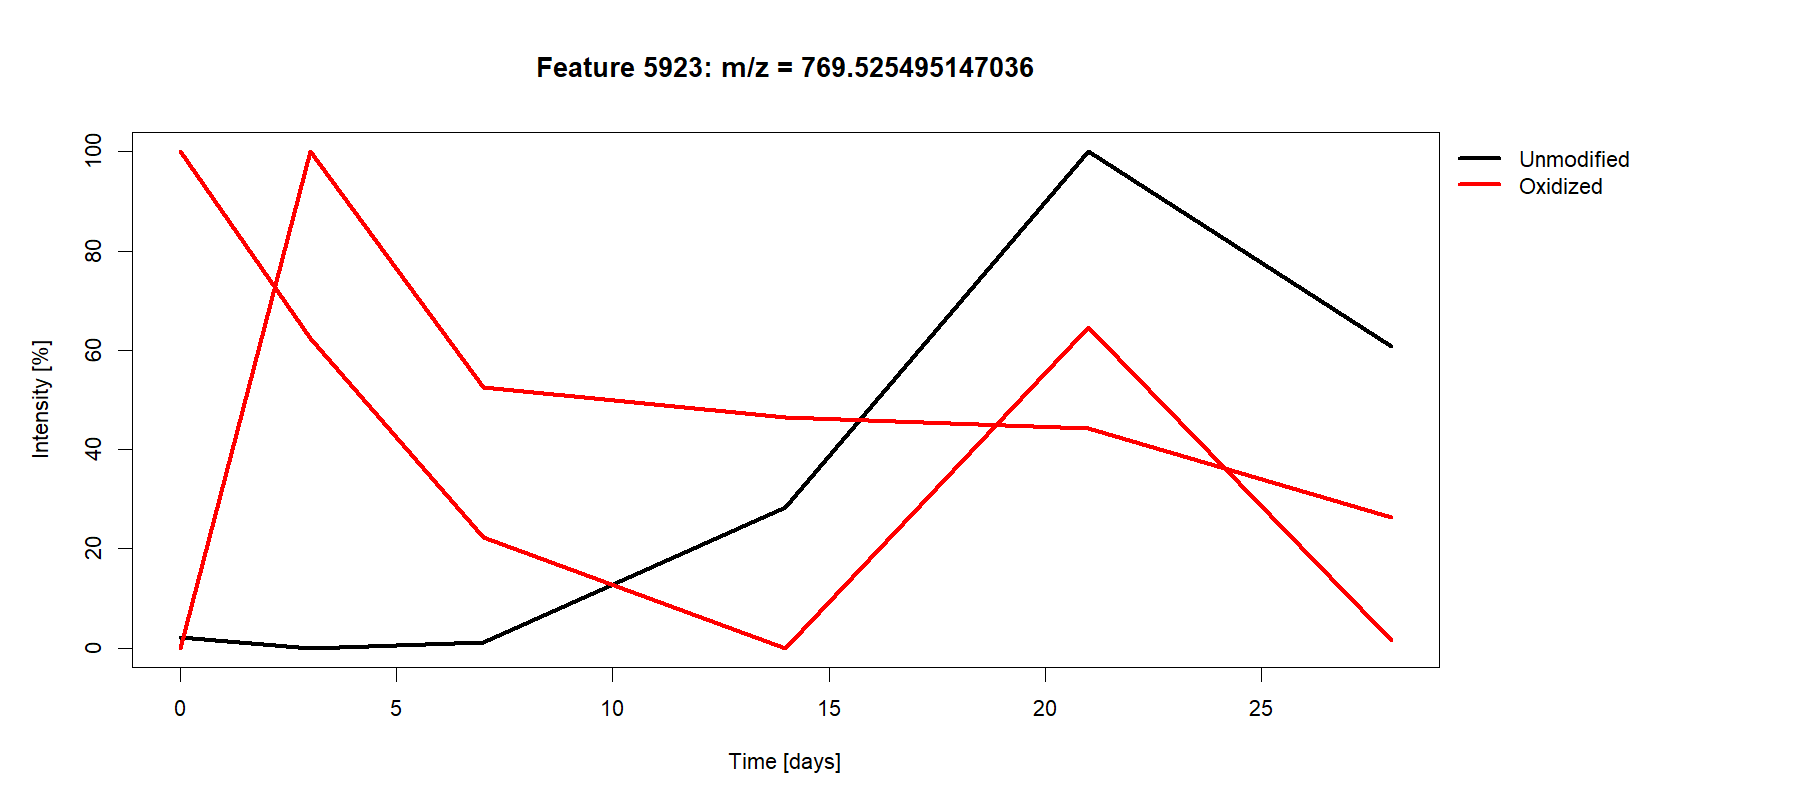 Feature 5923: m/z = 769.525495147036
Unmodified
Oxidized
Intensity [%]
100
80
60
40
20
0
0 5 10 15 20 25
Time [days]